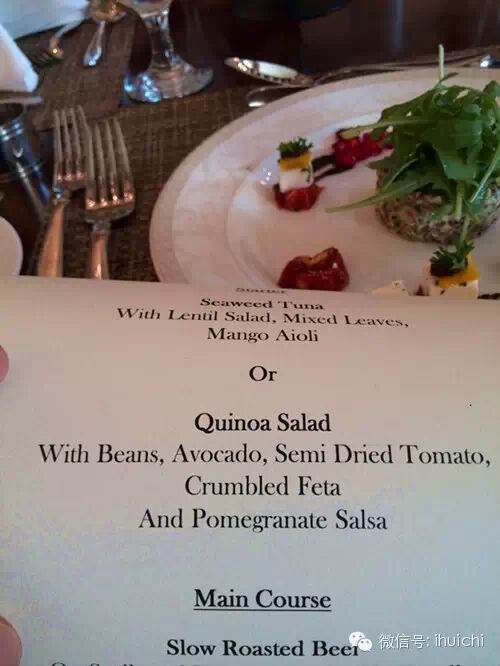 Starter
Seaweed Tuna
With Lentil Salad, Mixed Leaves,
Mango Aioli
Or
Quinoa Salad
With Beans, Avocado, Semi Dried Tomato,
Crumbled Feta
And Pomegranate Salsa
Main Course
Slow Roasted Beef
微信号: ihuichi